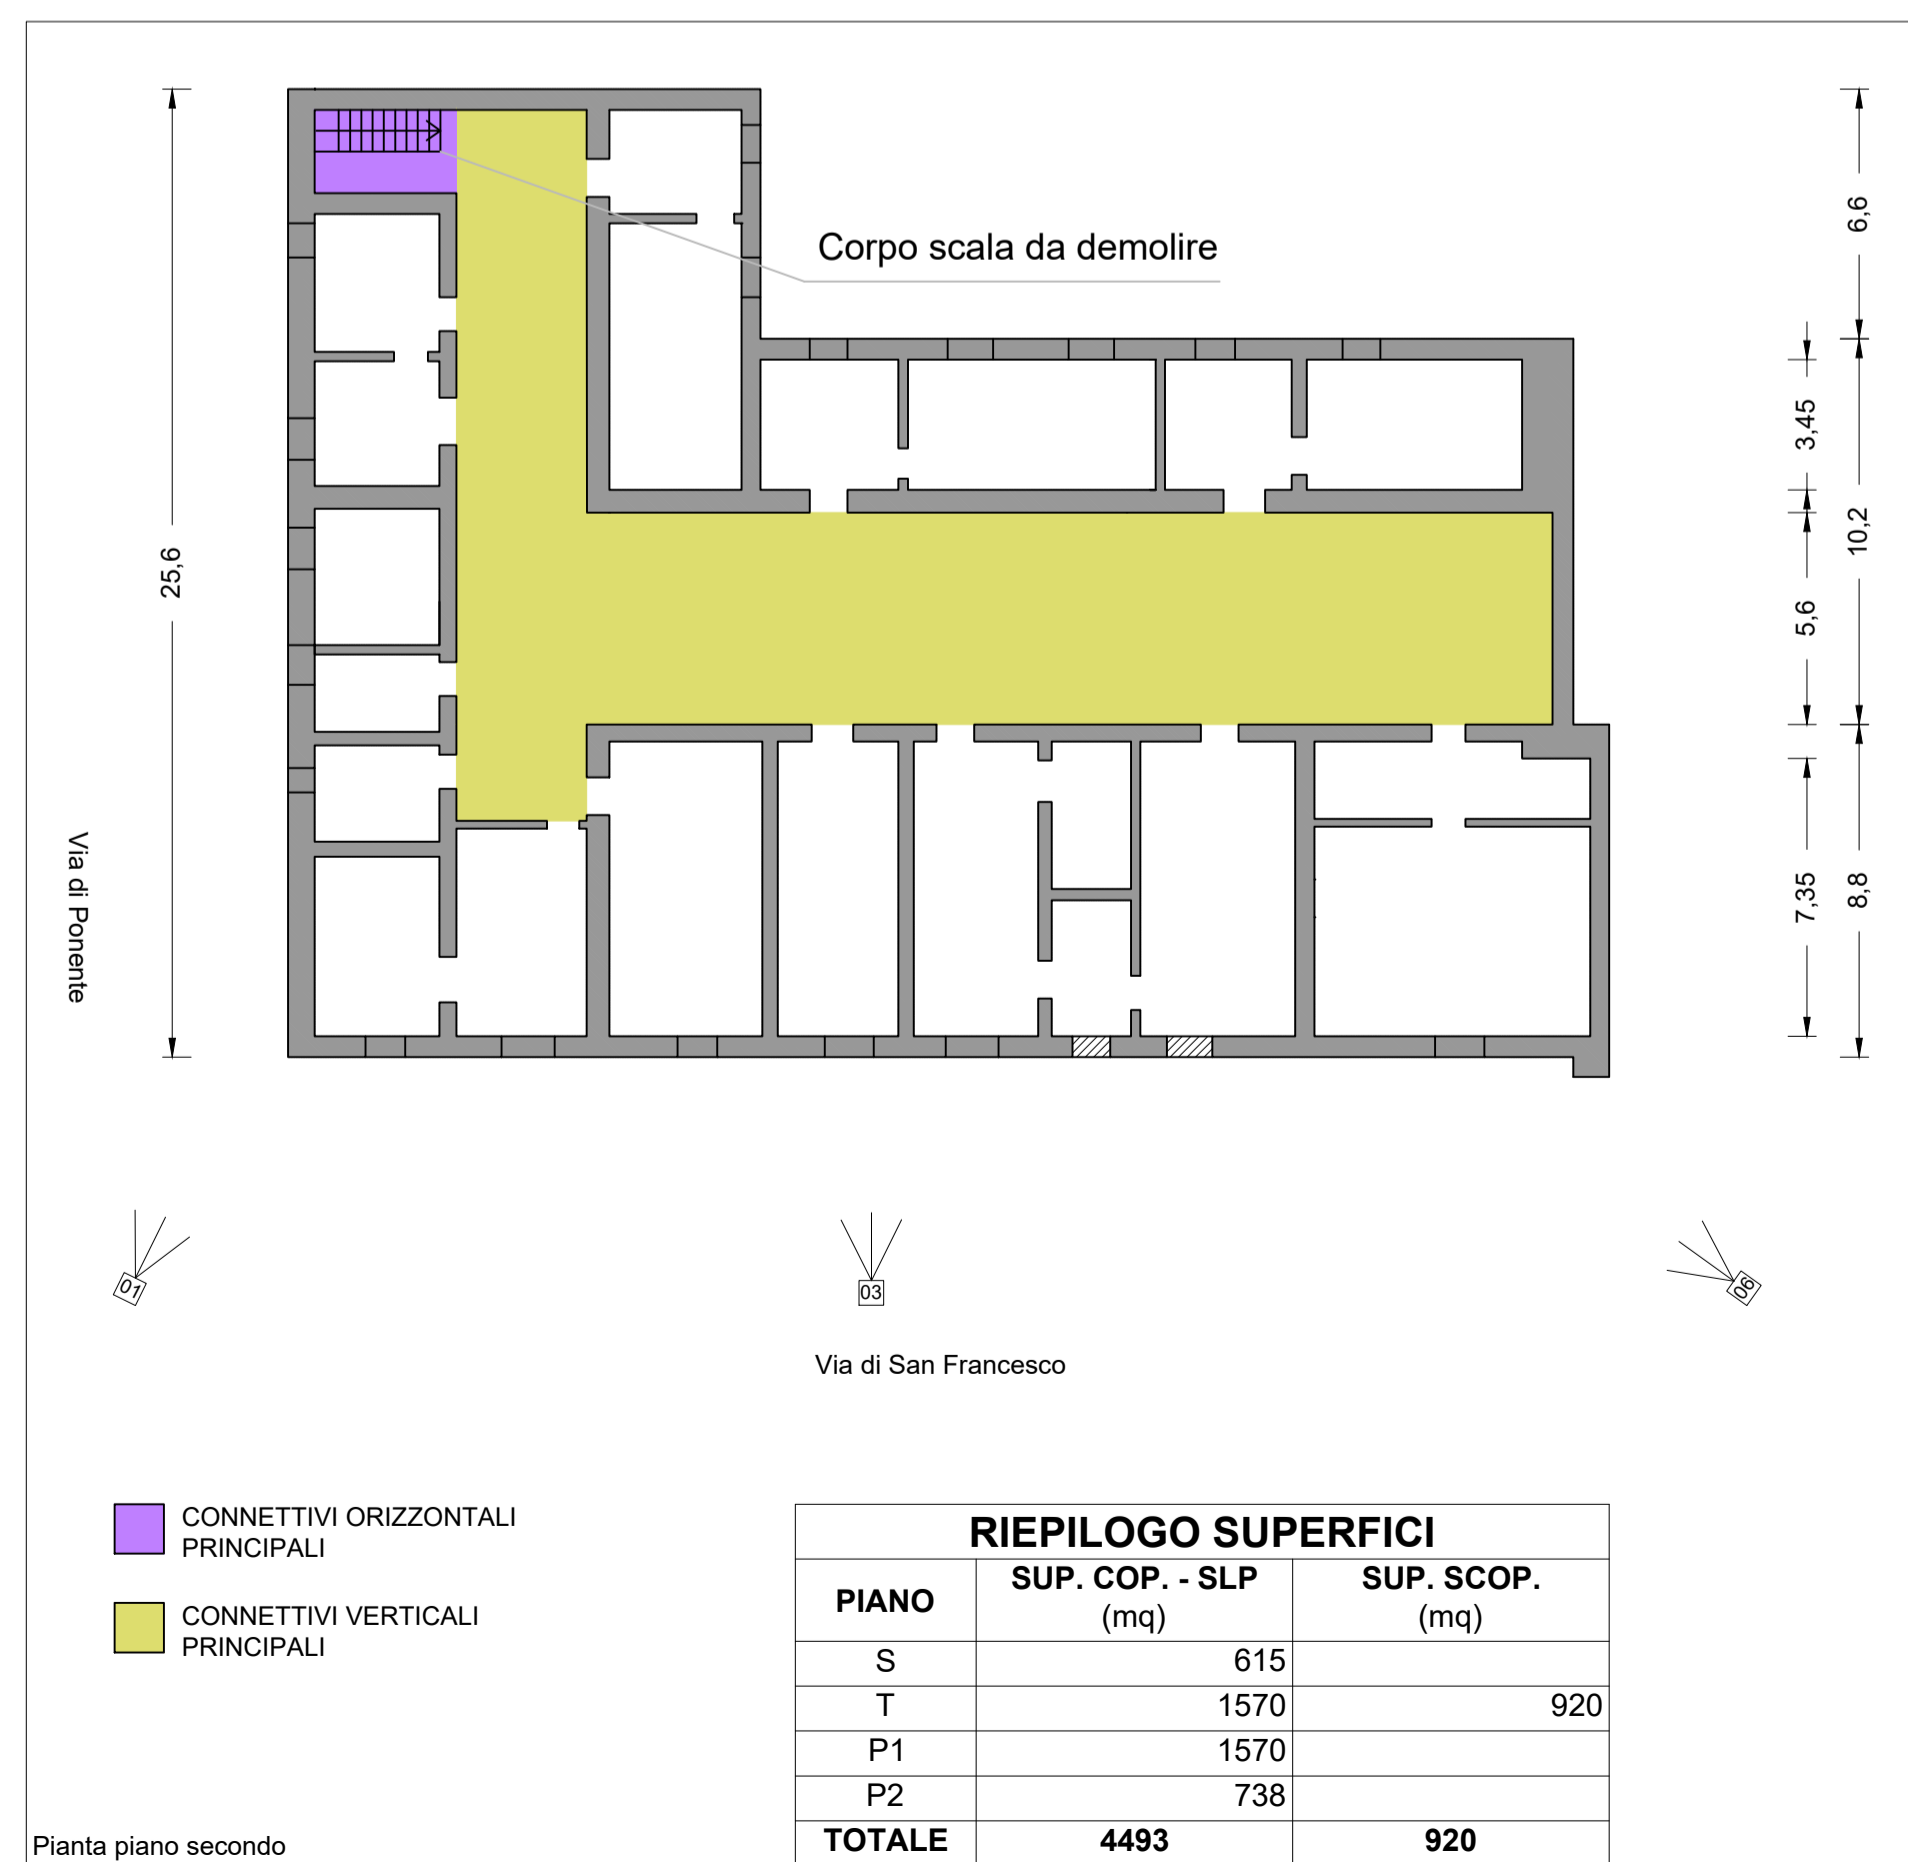 Corpo scala da demolire
25,6
6,6
3,45
10,2
5,6
7,35
8,8
Via di Ponente
01
03
06
Via di San Francesco
CONNETTIVI ORIZZONTALI
PRINCIPALI
CONNETTIVI VERTICALI
PRINCIPALI
RIEPILOGO SUPERFICI
PIANO SUP. COP. - SLP (mq) SUP. SCOP. (mq)
S 615
T 1570 920
P1 1570
P2 738
TOTALE 4493 920
Pianta piano secondo